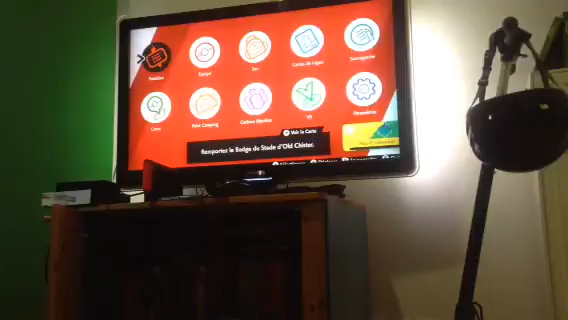 Pokédex
Équipe
Sac
Cartes de Ligue
Sauvegarder
Carte
Poké Camping
Cadeau Mystère
VS
Paramètres
Voir la Carte
Remportez le Badge du Stade d'Old Chister.